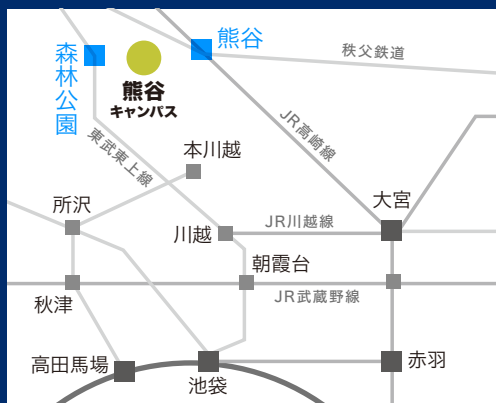 森林公園
熊谷
秩父鉄道
熊谷
キャンパス
JR高崎線
東武東上線
本川越
所沢
大宮
川越
JR川越線
朝霞台
秋津
JR武蔵野線
高田馬場
池袋
赤羽